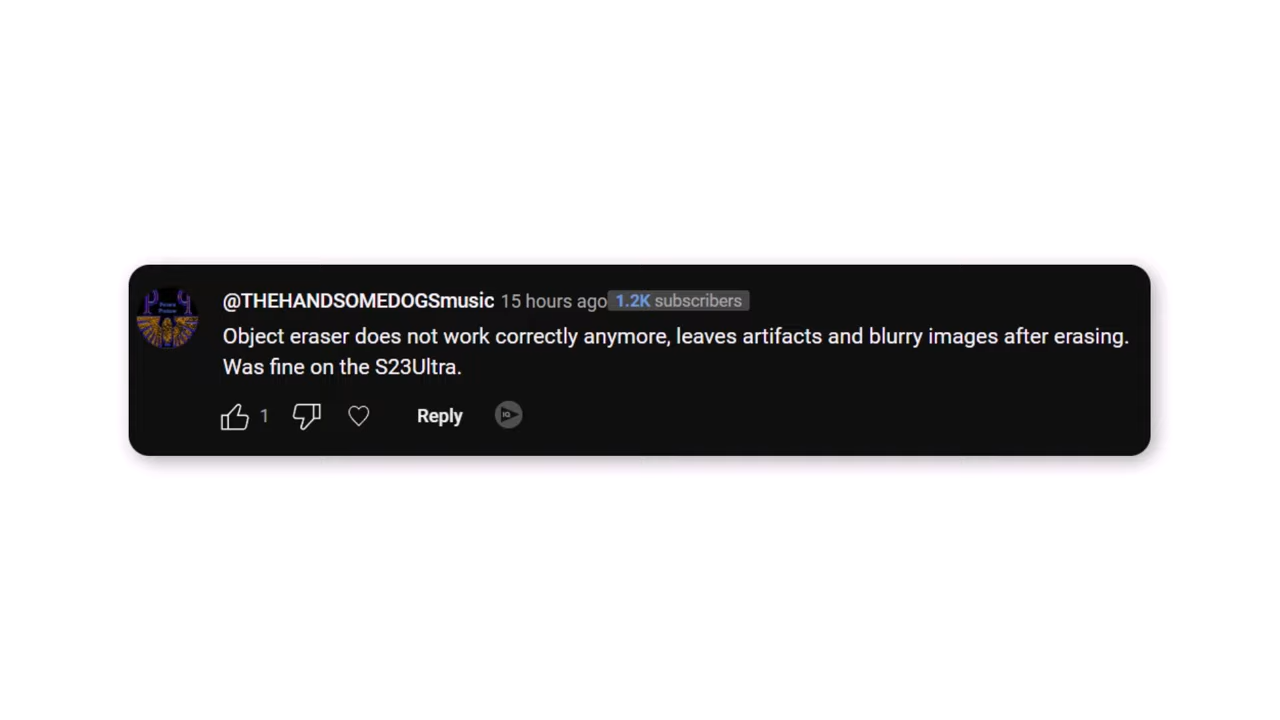 @THEHANDSOMEDOGSmusic 15 hours ago 1.2K subscribers
Object eraser does not work correctly anymore, leaves artifacts and blurry images after erasing.
Was fine on the S23Ultra.
1 Reply IQ